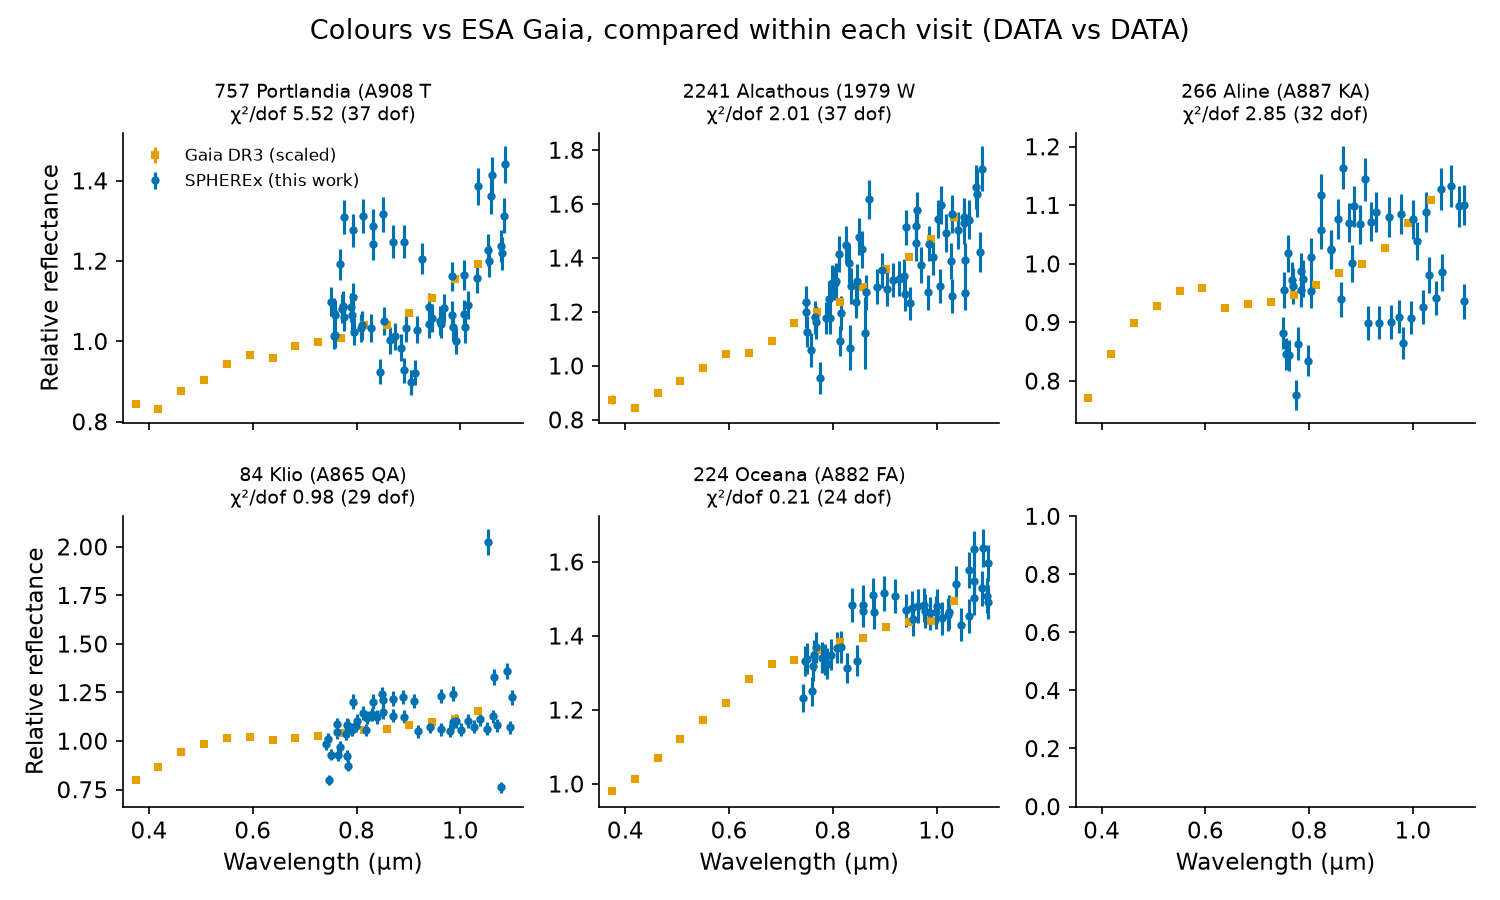 Colours vs ESA Gaia, compared within each visit (DATA vs DATA)
757 Portlandia (A908 T
χ²/dof 5.52 (37 dof)
2241 Alcathous (1979 W
χ²/dof 2.01 (37 dof)
266 Aline (A887 KA)
χ²/dof 2.85 (32 dof)
Gaia DR3 (scaled)
SPHEREx (this work)
Relative reflectance
1.4
1.2
1.0
0.8
1.8
1.6
1.4
1.2
1.0
0.8
1.2
1.1
1.0
0.9
0.8
84 Klio (A865 QA)
χ²/dof 0.98 (29 dof)
224 Oceana (A882 FA)
χ²/dof 0.21 (24 dof)
Relative reflectance
2.00
1.75
1.50
1.25
1.00
0.75
1.6
1.4
1.2
1.0
1.0
0.8
0.6
0.4
0.2
0.0
0.4 0.6 0.8 1.0
0.4 0.6 0.8 1.0
0.4 0.6 0.8 1.0
Wavelength (μm)
Wavelength (μm)
Wavelength (μm)